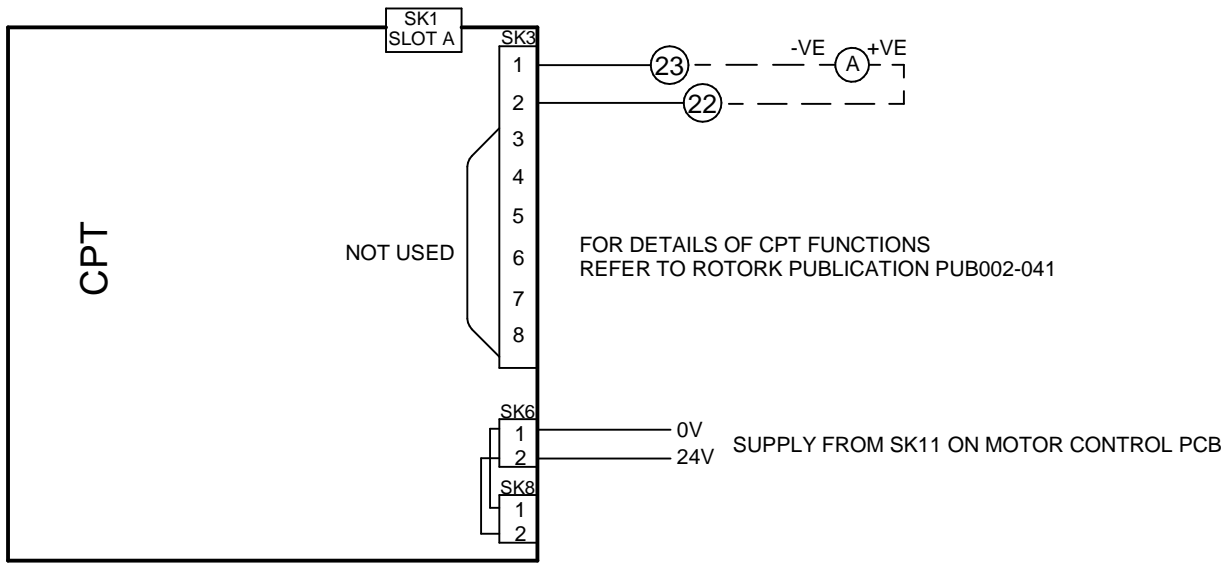 SK1
SLOT A
SK3
1
23
-VE
A
+VE
2
22
3
4
5
6
7
8
NOT USED
CPT
FOR DETAILS OF CPT FUNCTIONS
REFER TO ROTORK PUBLICATION PUB002-041
SK6
1
2
0V
24V
SUPPLY FROM SK11 ON MOTOR CONTROL PCB
SK8
1
2